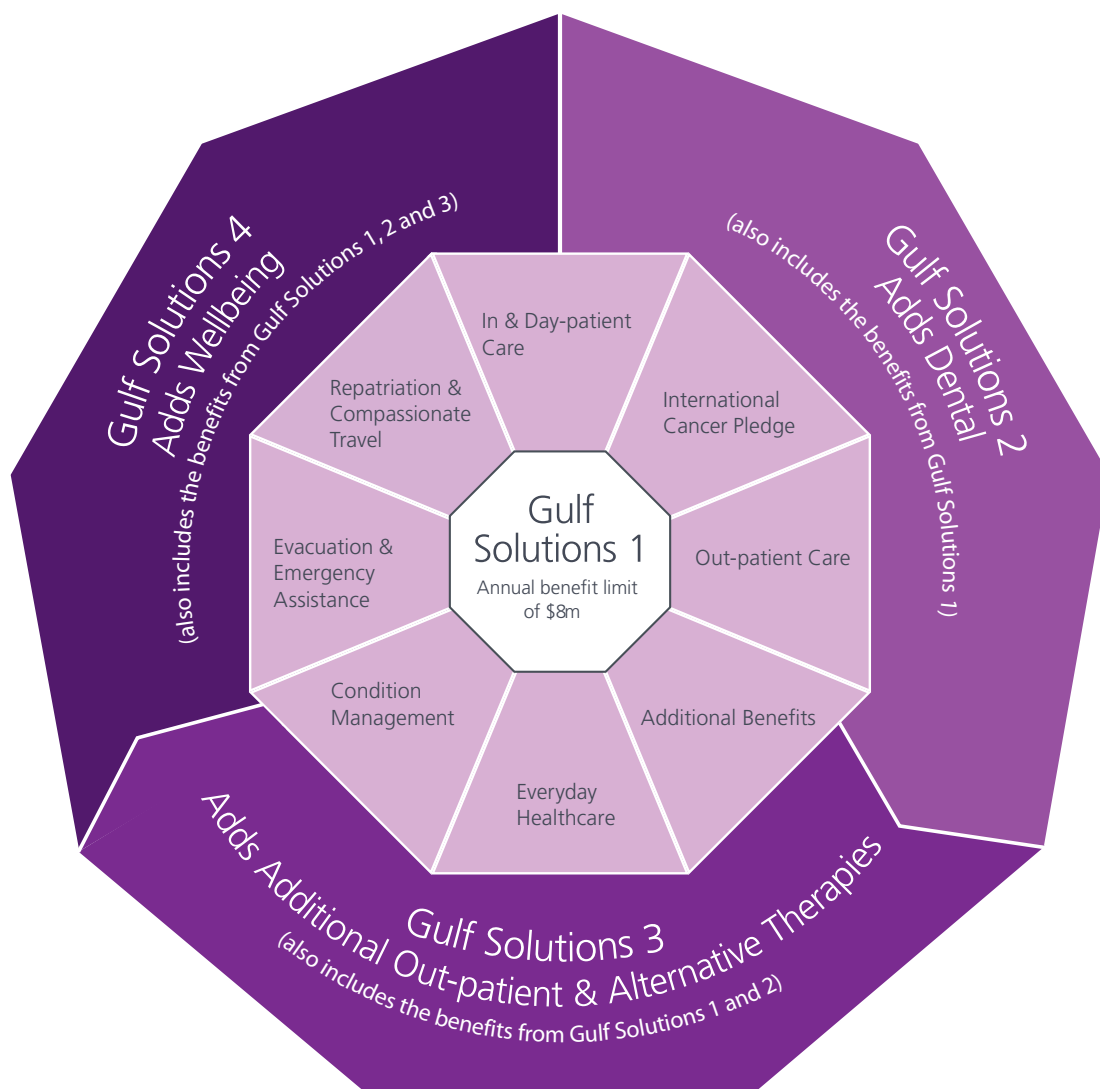 Gulf
Solutions 1
Annual benefit limit
of $8m
In & Day-patient
Care
International
Cancer Pledge
Out-patient Care
Additional Benefits
Everyday
Healthcare
Condition
Management
Evacuation &
Emergency
Assistance
Repatriation &
Compassionate
Travel
Gulf Solutions 2
Adds Dental
(also includes the benefits from Gulf Solutions 1)
Gulf Solutions 3
Adds Additional Out-patient & Alternative Therapies
(also includes the benefits from Gulf Solutions 1 and 2)
Gulf Solutions 4
Adds Wellbeing
(also includes the benefits from Gulf Solutions 1, 2 and 3)